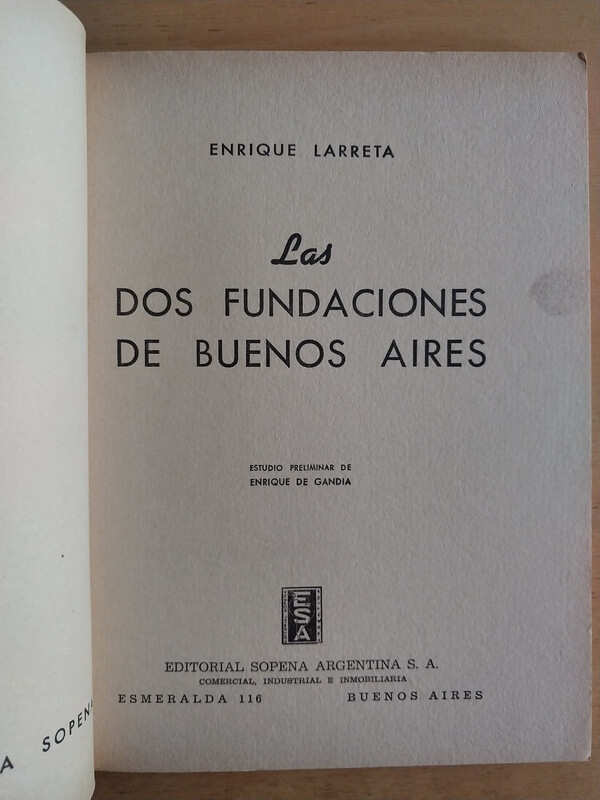 ENRIQUE LARRETA
Las
DOS FUNDACIONES
DE BUENOS AIRES
ESTUDIO PRELIMINAR DE
ENRIQUE DE GANDIA
ESA
EDITORIAL SOPENA ARGENTINA S. A.
COMERCIAL, INDUSTRIAL E INMOBILIARIA
ESMERALDA 116 BUENOS AIRES
A SOPENA